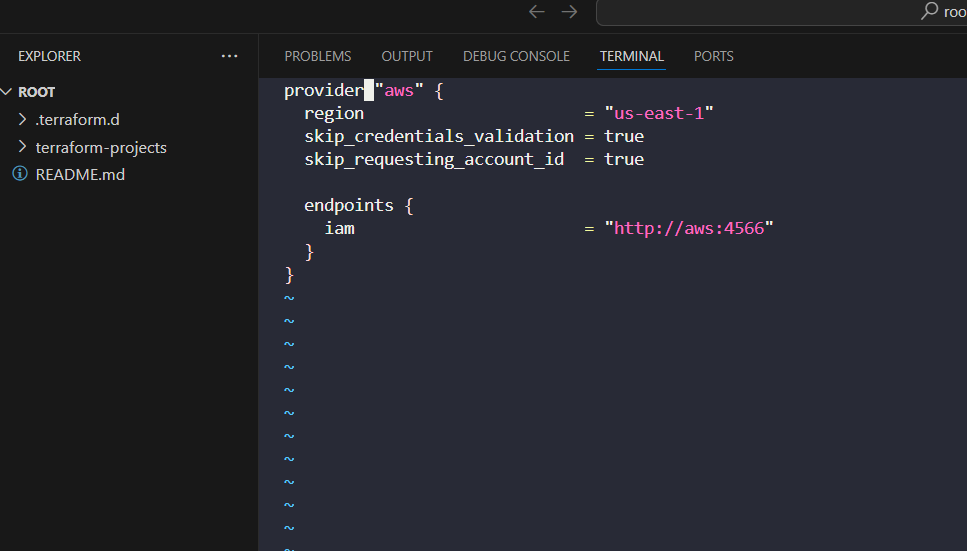 roo
EXPLORER ...
ROOT
.terraform.d
terraform-projects
README.md
PROBLEMS OUTPUT DEBUG CONSOLE TERMINAL PORTS
provider "aws" {
  region                      = "us-east-1"
  skip_credentials_validation = true
  skip_requesting_account_id  = true

  endpoints {
    iam                       = "http://aws:4566"
  }
}
~
~
~
~
~
~
~
~
~
~
~
~